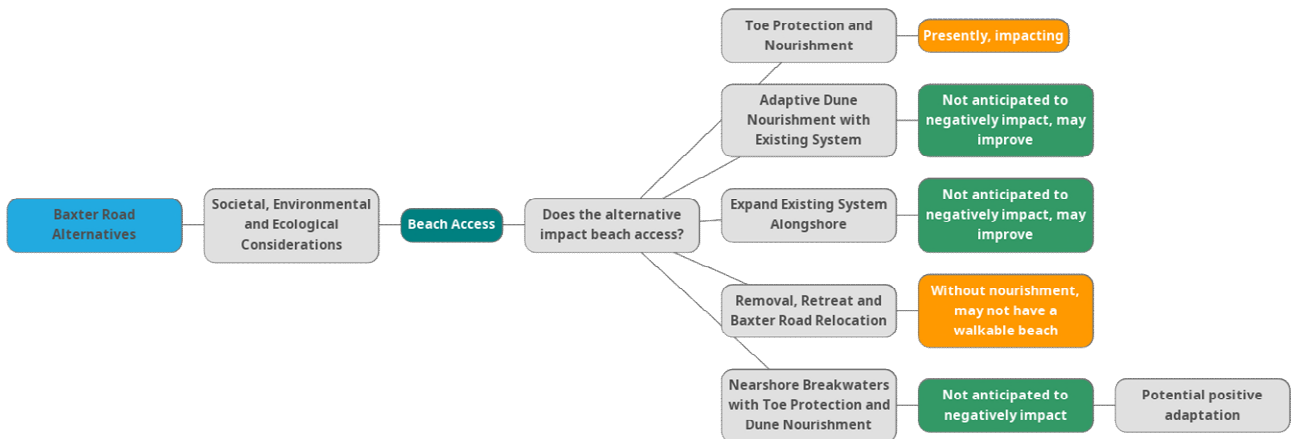 Baxter Road
Alternatives
Societal, Environmental
and Ecological
Considerations
Beach Access
Does the alternative
impact beach access?
Toe Protection and
Nourishment
Presently, impacting
Adaptive Dune
Nourishment with
Existing System
Not anticipated to
negatively impact, may
improve
Expand Existing System
Alongshore
Not anticipated to
negatively impact, may
improve
Removal, Retreat and
Baxter Road Relocation
Without nourishment,
may not have a
walkable beach
Nearshore Breakwaters
with Toe Protection and
Dune Nourishment
Not anticipated to
negatively impact
Potential positive
adaptation